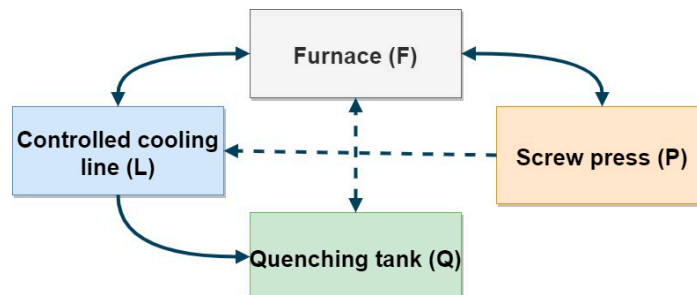 Furnace (F)
Controlled cooling
line (L)
Screw press (P)
Quenching tank (Q)